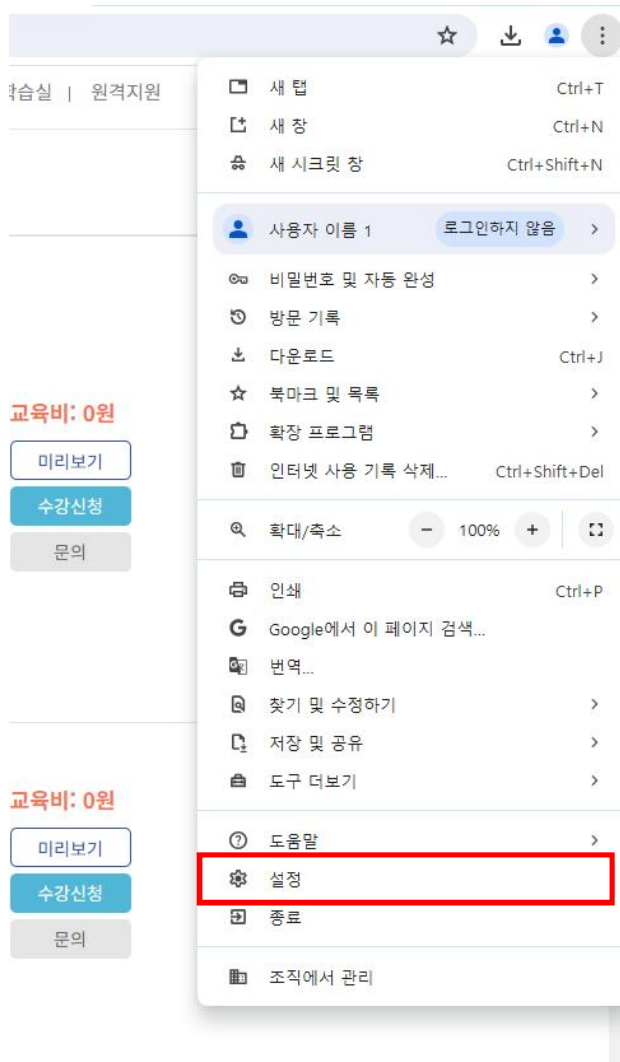 학습실 | 원격지원
교육비: 0원
미리보기
수강신청
문의
교육비: 0원
미리보기
수강신청
문의
새 탭 Ctrl+T
새 창 Ctrl+N
새 시크릿 창 Ctrl+Shift+N
사용자 이름 1 로그인하지 않음
비밀번호 및 자동 완성
방문 기록
다운로드 Ctrl+J
북마크 및 목록
확장 프로그램
인터넷 사용 기록 삭제... Ctrl+Shift+Del
확대/축소 - 100% +
인쇄 Ctrl+P
Google에서 이 페이지 검색...
번역...
찾기 및 수정하기
저장 및 공유
도구 더보기
도움말
설정
종료
조직에서 관리